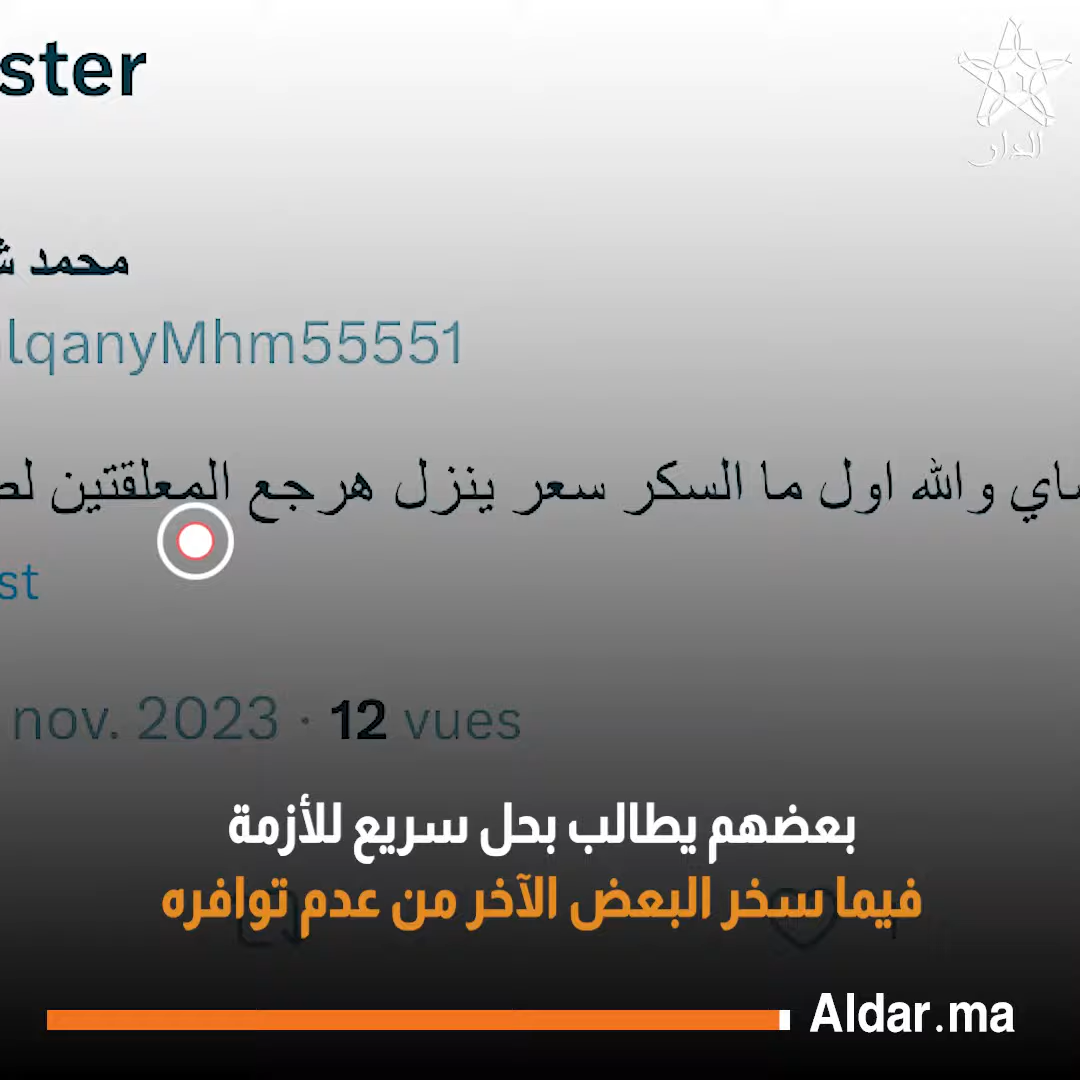 ster
الدار
محمد
lqanyMhm55551
والله اول ما السكر سعر ينزل هرجع المعلقتين
st
nov. 2023 · 12 vues
بعضهم يطالب بحل سريع للأزمة
فيما سخر البعض الآخر من عدم توافره
Aldar.ma